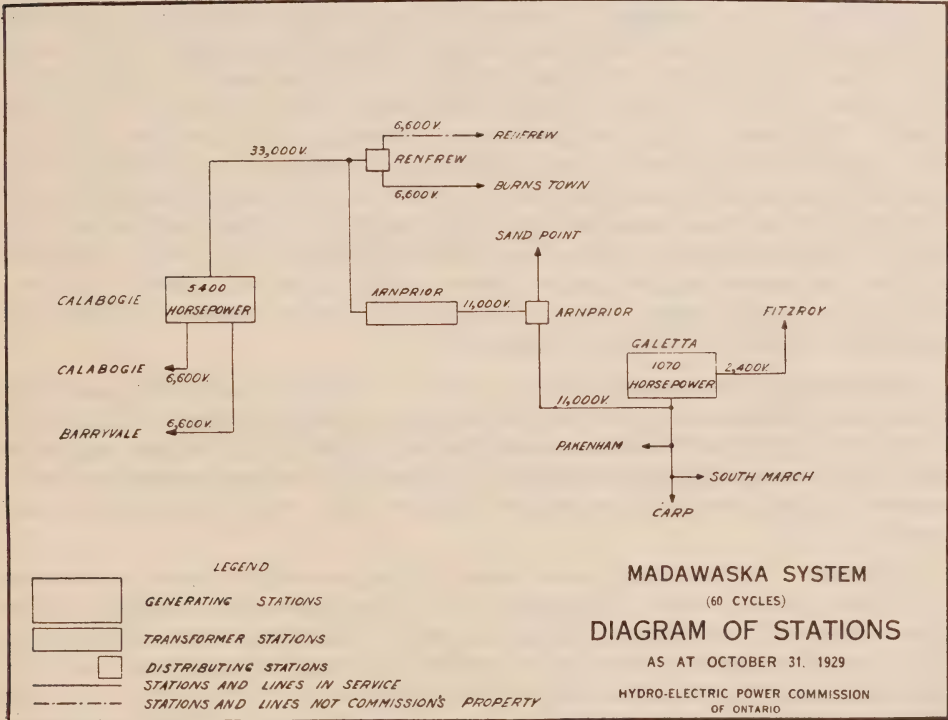 6,600V.
RENFREW
33,000V.
RENFREW
6,600V.
BURNS TOWN
SAND POINT
CALABOGIE
5400
HORSEPOWER
ARNPRIOR
11,000V.
ARNPRIOR
FITZROY
GALETTA
1070
HORSEPOWER
2,400V.
CALABOGIE
6,600V.
11,000V.
BARRYVALE
6,600V.
PAKENHAM
SOUTH MARCH
CARP
LEGEND
GENERATING STATIONS
TRANSFORMER STATIONS
DISTRIBUTING STATIONS
STATIONS AND LINES IN SERVICE
STATIONS AND LINES NOT COMMISSION'S PROPERTY
MADAWASKA SYSTEM
(60 CYCLES)
DIAGRAM OF STATIONS
AS AT OCTOBER 31. 1929
HYDRO-ELECTRIC POWER COMMISSION
OF ONTARIO